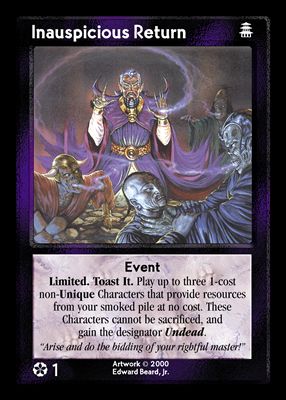 Inauspicious Return
Event
Limited. Toast It. Play up to three 1-cost
non-Unique Characters that provide resources
from your smoked pile at no cost. These
Characters cannot be sacrificed, and
gain the designator Undead.
“Arise and do the bidding of your rightful master!”
Artwork © 2000
Edward Beard, Jr.
1